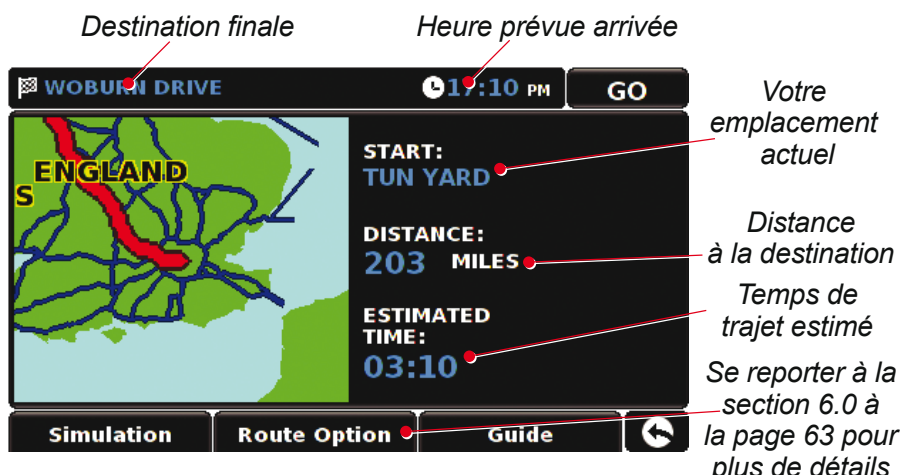 Destination finale
Heure prévue arrivée
WOBURN DRIVE
17:10 PM
GO
Votre
emplacement
actuel
ENGLAND
S
START:
TUN YARD
DISTANCE:
203 MILES
Distance
à la destination
ESTIMATED
TIME:
03:10
Temps de
trajet estimé
Simulation
Route Option
Guide
Se reporter à la
section 6.0 à
la page 63 pour
plus de détails